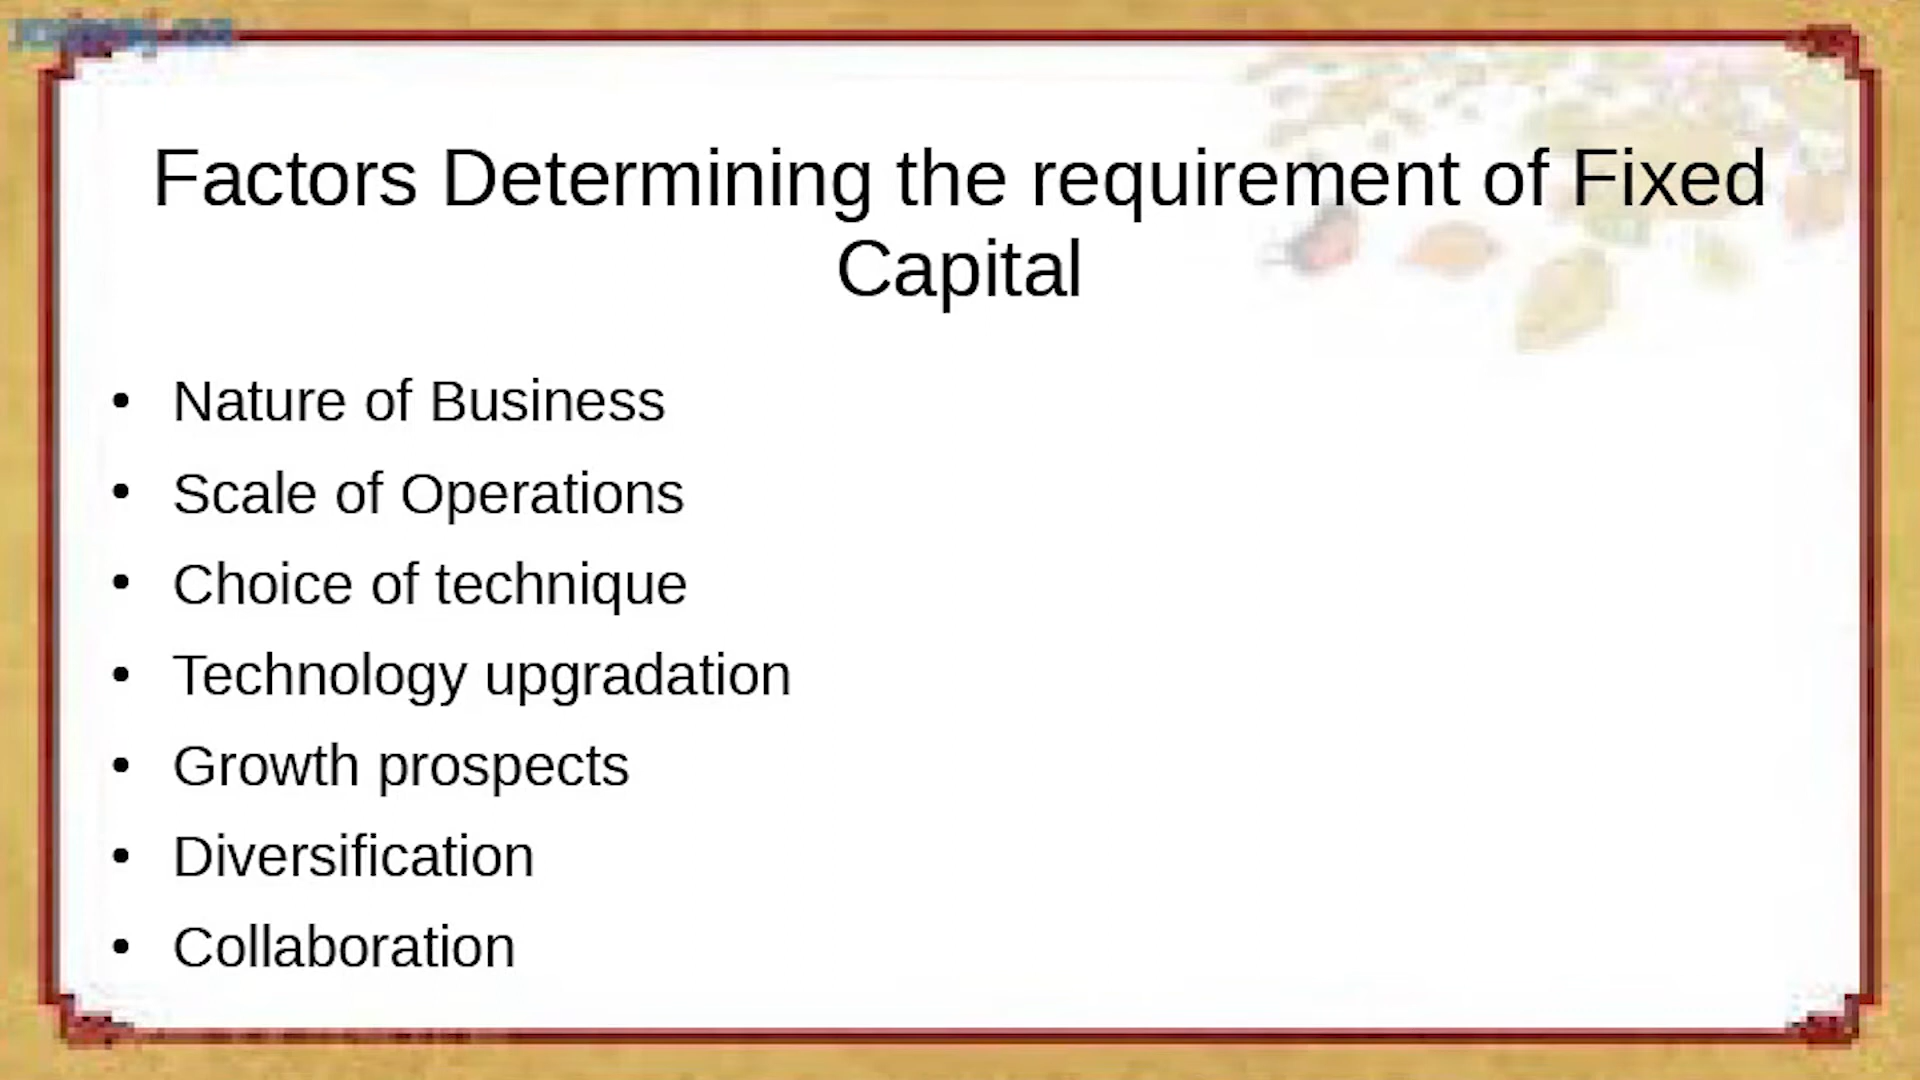 Factors Determining the requirement of Fixed
Capital
• Nature of Business
• Scale of Operations
• Choice of technique
• Technology upgradation
• Growth prospects
• Diversification
• Collaboration